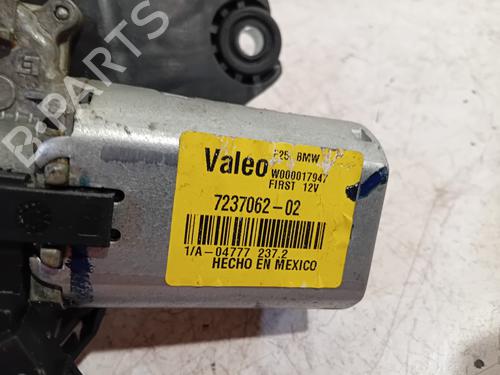 Valeo
F25 BMW
W000017947
FIRST 12V
7237062-02
1/A-04777 237.2
HECHO EN MEXICO
B-PARTS